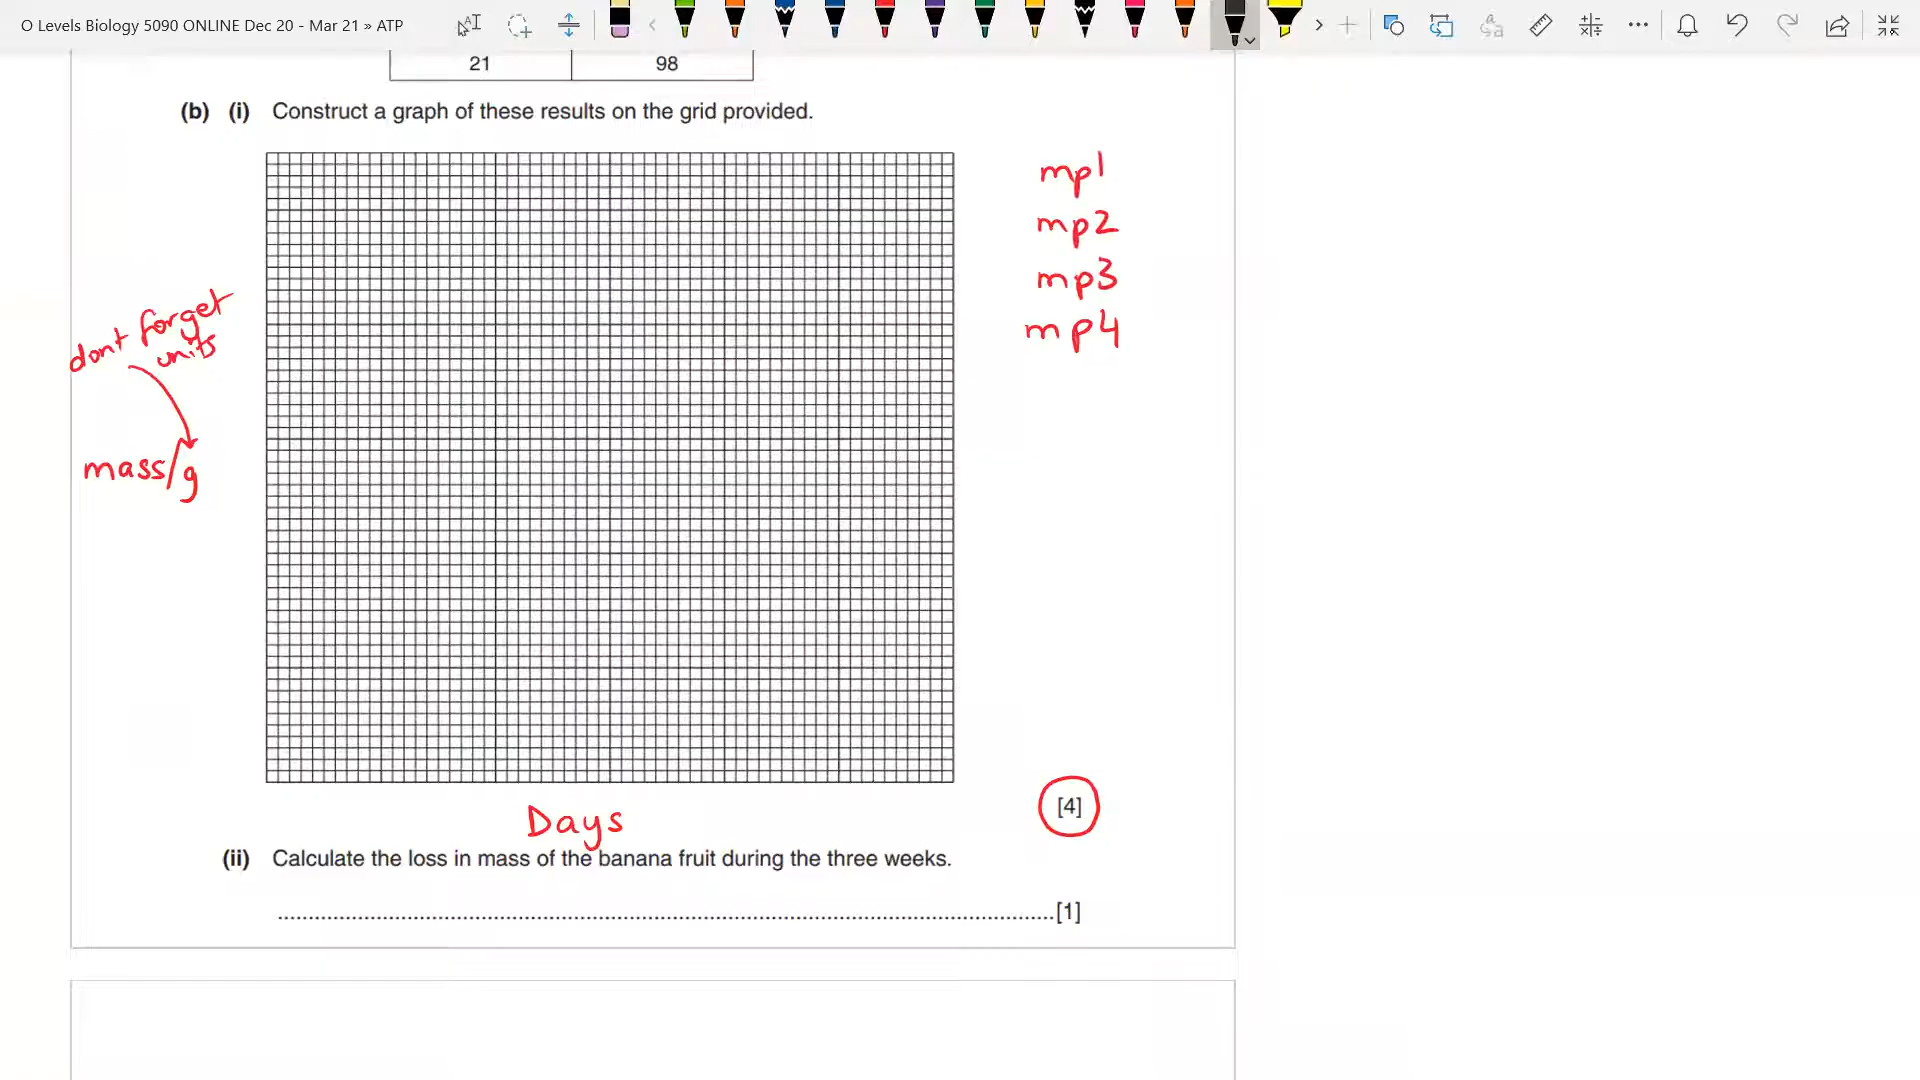 O Levels Biology 5090 ONLINE Dec 20 - Mar 21 » ATP
21 98
(b) (i) Construct a graph of these results on the grid provided.
mp1
mp2
mp3
mp4
dont forget
units
mass/g
[4]
Days
(ii) Calculate the loss in mass of the banana fruit during the three weeks.
........................................................................................................................[1]